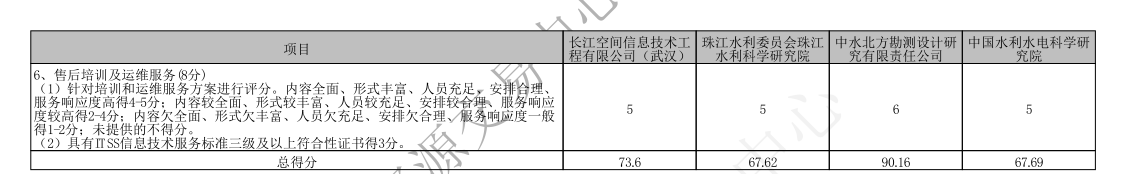 项目 长江空间信息技术工 珠江水利委员会珠江 中水北方勘测设计研 中国水利水电科学研
程有限公司（武汉） 水利科学研究院 究有限责任公司 究院
6、售后培训及运维服务(8分)
（1）针对培训和运维服务方案进行评分。内容全面、形式丰富、人员充足，安排合理、
服务响应度高得4-5分；内容较全面、形式较丰富、人员较充足、安排较合理、服务响应
度较高得2-4分；内容欠全面、形式欠丰富、人员欠充足、安排欠合理、服务响应度一般
得1-2分；未提供的不得分。
（2）具有ITSS信息技术服务标准三级及以上符合性证书得3分。
5 5 6 5
总得分 73.6 67.62 90.16 67.69
源交易中心
中心